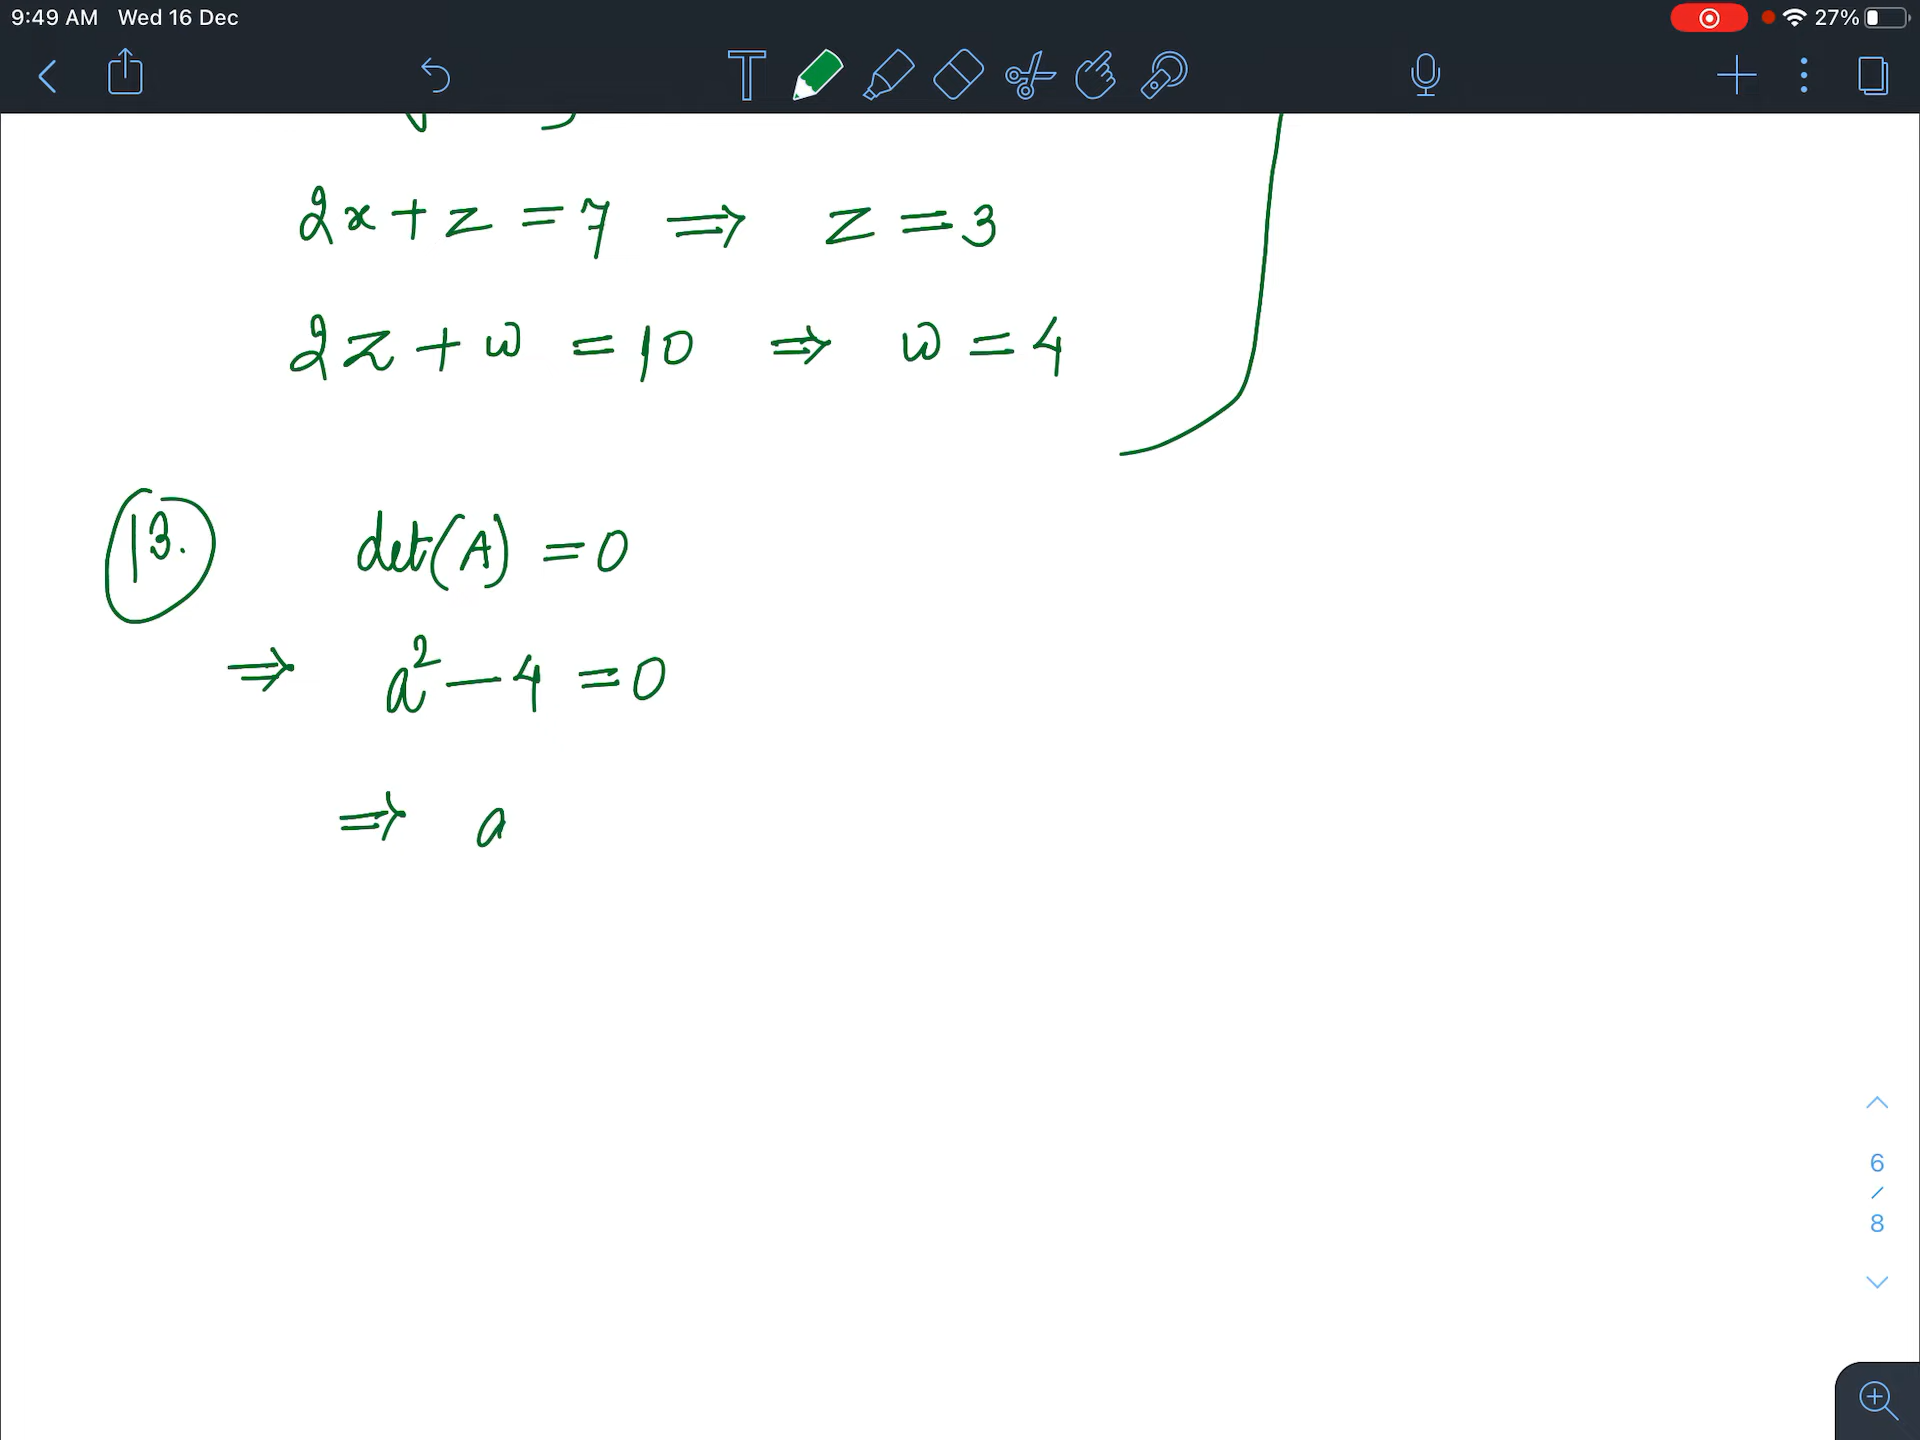 9:49 AM Wed 16 Dec
27%
T
2x + z = 7 ⟹ z = 3
2z + w = 10 ⟹ w = 4
13. det(A) = 0
⟹ a² − 4 = 0
⟹ a
6
/
8